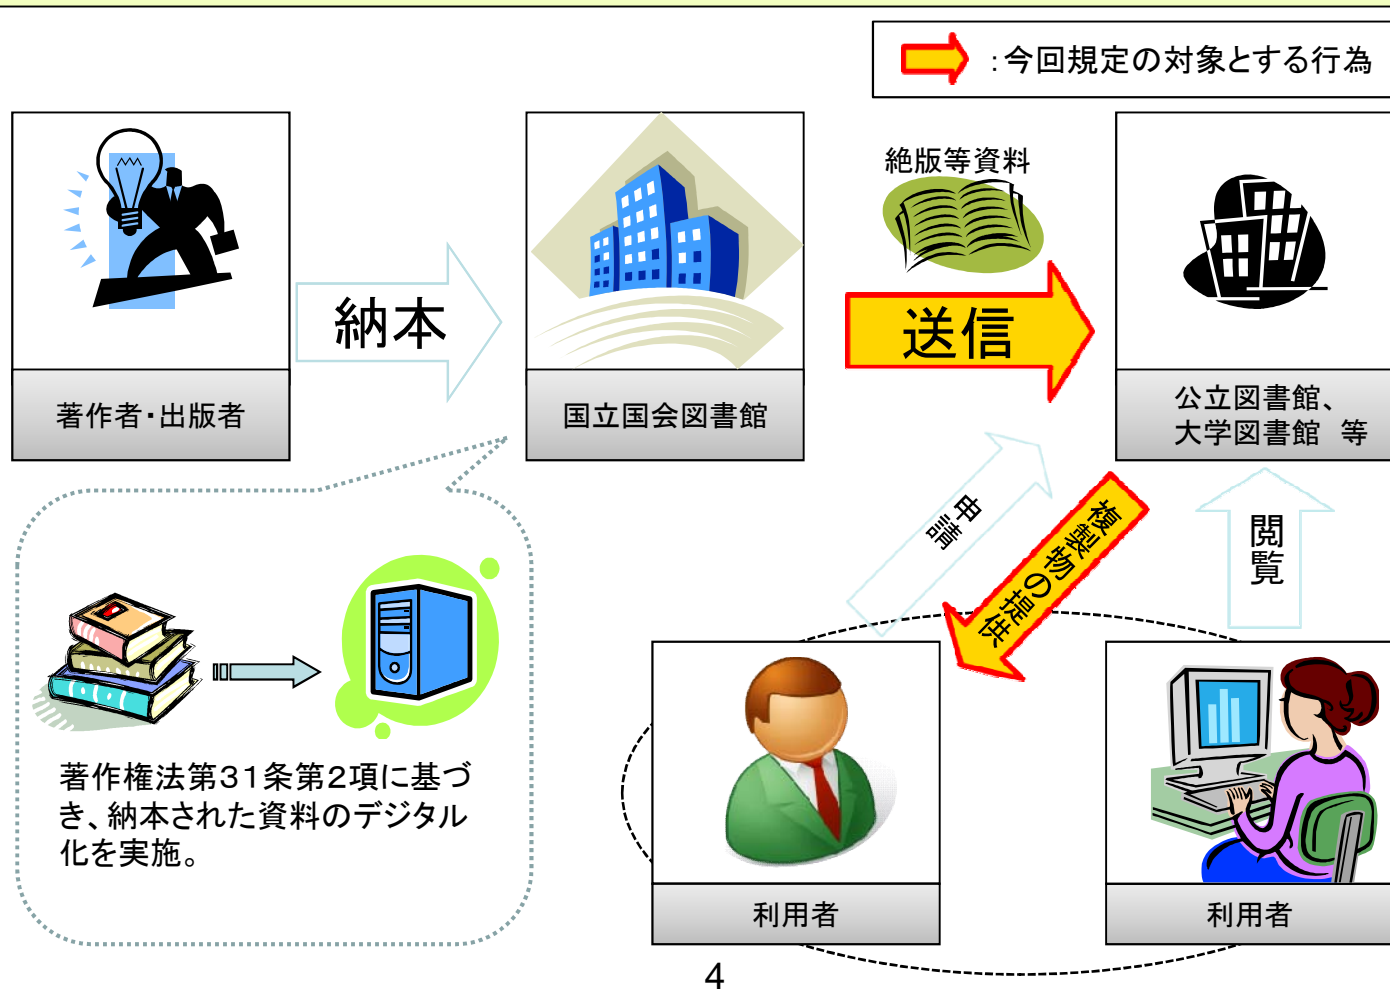 ：今回規定の対象とする行為
絶版等資料
納本
送信
著作者・出版者
国立国会図書館
公立図書館、
大学図書館　等
申請
複製物の提供
閲覧
著作権法第３１条第２項に基づ
き、納本された資料のデジタル
化を実施。
利用者
利用者
4